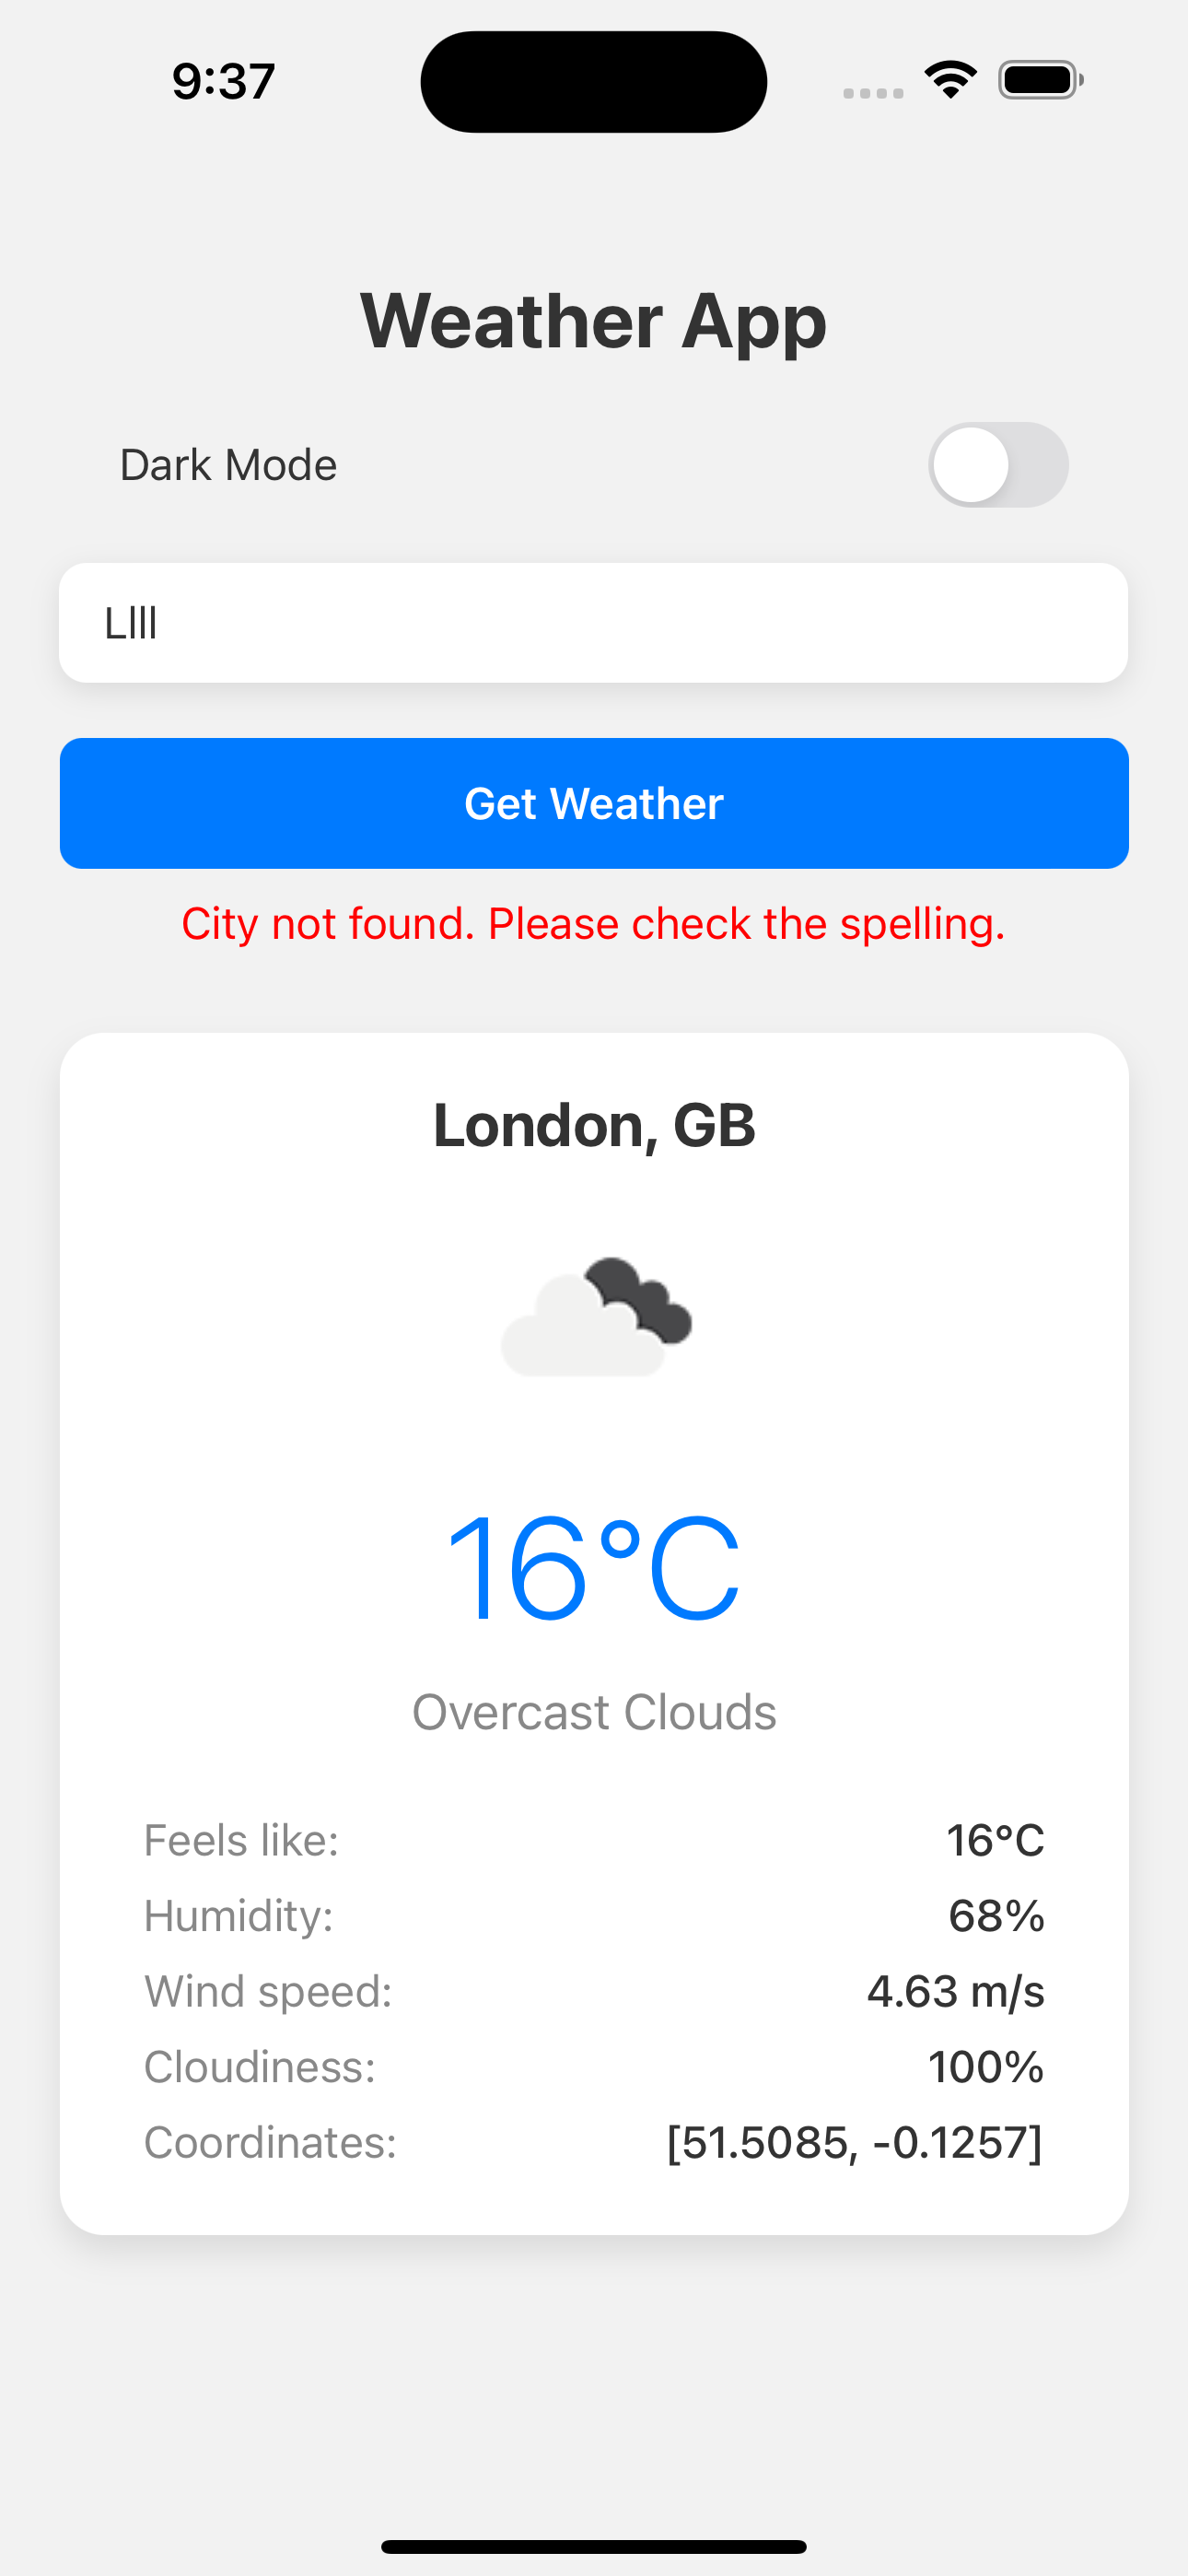 9:37
Weather App
Dark Mode
Llll
Get Weather
City not found. Please check the spelling.
London, GB
16°C
Overcast Clouds
Feels like: 16°C
Humidity: 68%
Wind speed: 4.63 m/s
Cloudiness: 100%
Coordinates: [51.5085, -0.1257]